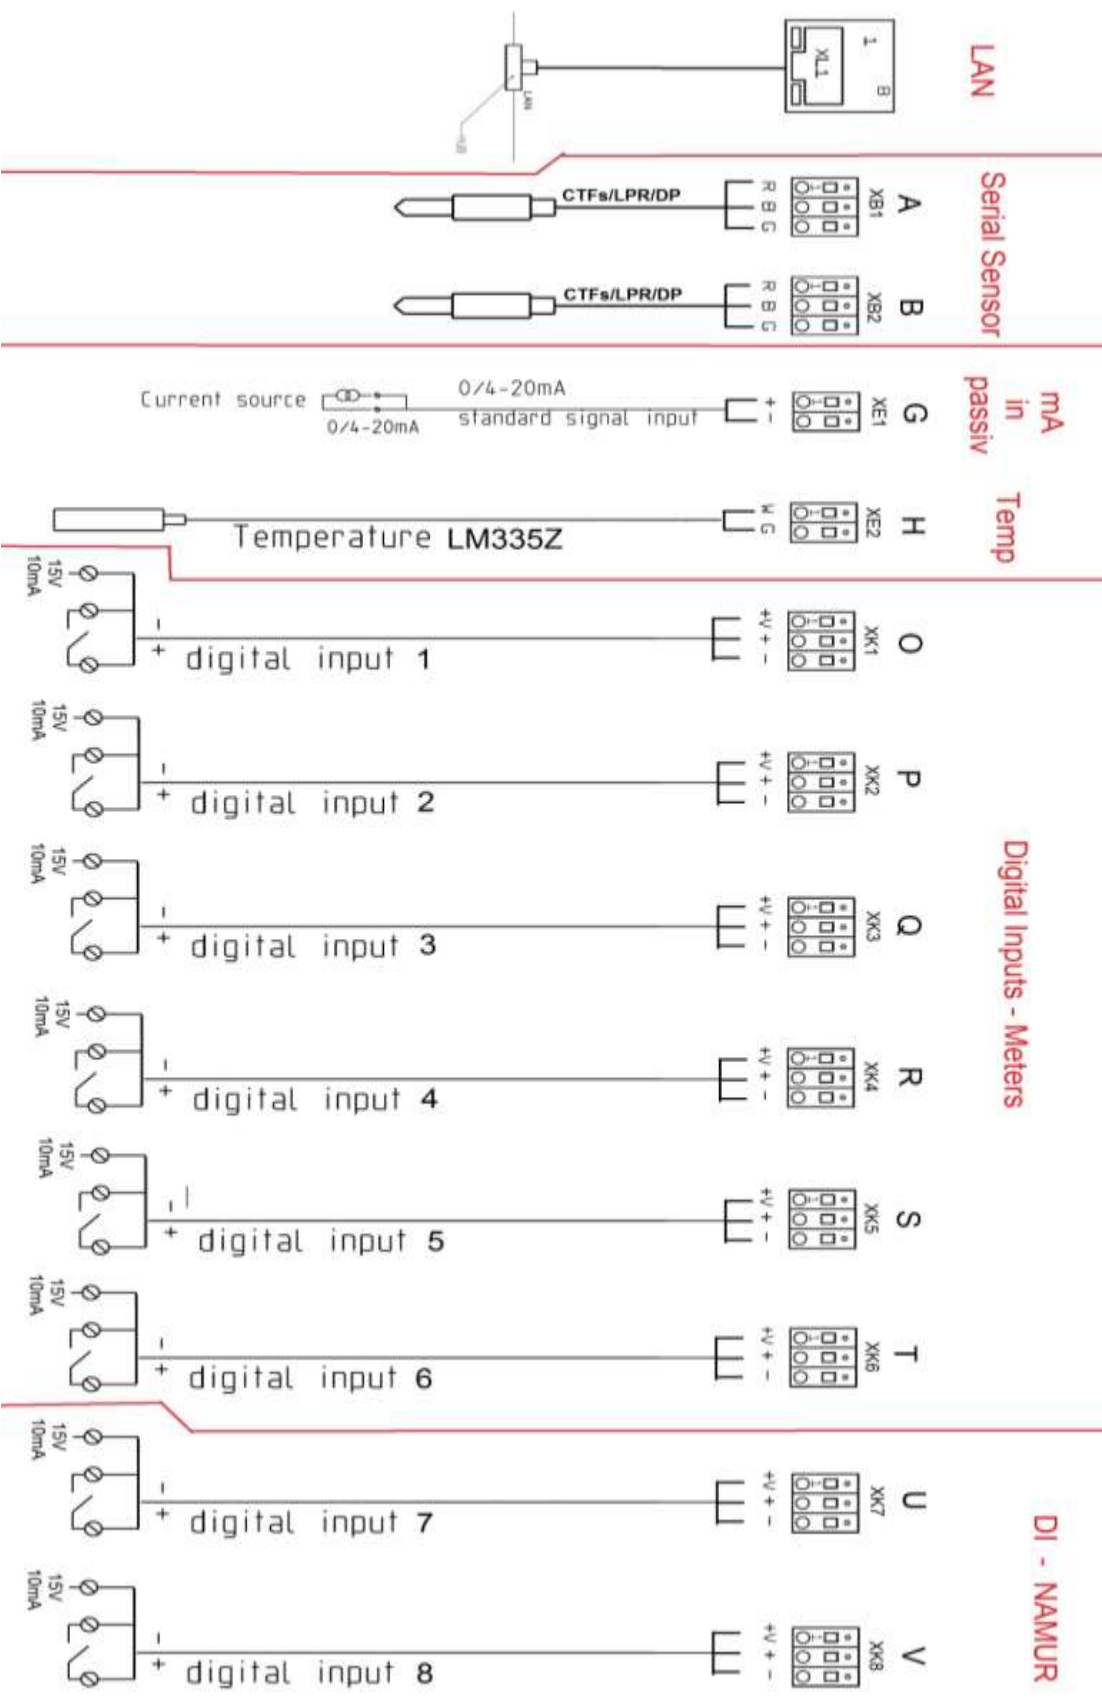 LAN
1
8
XL1
LAN
HUB
Serial Sensor
A
XB1
R B G
CTFs/LPR/DP
B
XB2
R B G
CTFs/LPR/DP
mA
in
passiv
G
XE1
+ -
0/4-20mA
standard signal input
Current source
0/4-20mA
Temp
H
XE2
W G
Temperature LM335Z
Digital Inputs - Meters
O
XK1
+V + -
- +
digital input 1
15V
10mA
P
XK2
+V + -
- +
digital input 2
15V
10mA
Q
XK3
+V + -
- +
digital input 3
15V
10mA
R
XK4
+V + -
- +
digital input 4
15V
10mA
S
XK5
+V + -
- +
digital input 5
15V
10mA
T
XK6
+V + -
- +
digital input 6
15V
10mA
DI - NAMUR
U
XK7
+V + -
- +
digital input 7
15V
10mA
V
XK8
+V + -
- +
digital input 8
15V
10mA